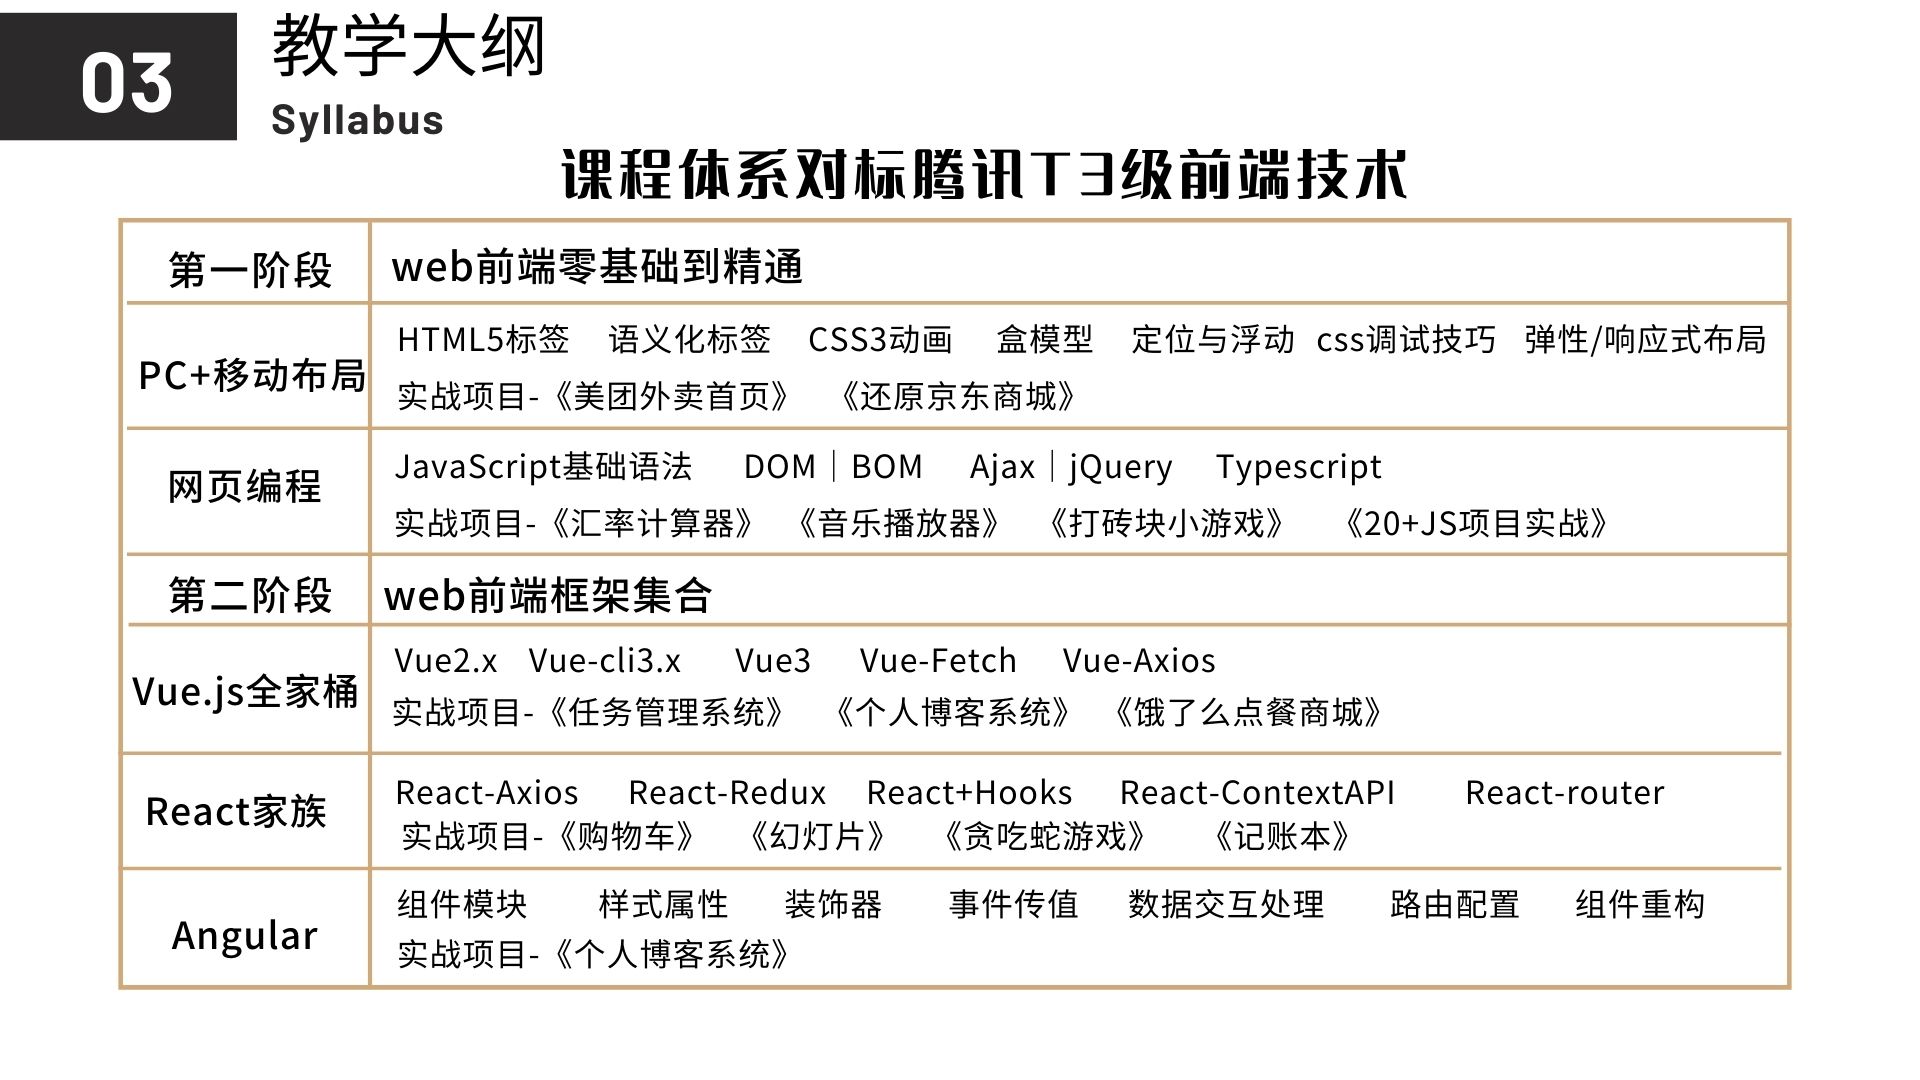 03
教学大纲
Syllabus
课程体系对标腾讯T3级前端技术
第一阶段
web前端零基础到精通
PC+移动布局
HTML5标签 语义化标签 CSS3动画 盒模型 定位与浮动 css调试技巧 弹性/响应式布局
实战项目-《美团外卖首页》 《还原京东商城》
网页编程
JavaScript基础语法 DOM｜BOM Ajax｜jQuery Typescript
实战项目-《汇率计算器》 《音乐播放器》 《打砖块小游戏》 《20+JS项目实战》
第二阶段
web前端框架集合
Vue.js全家桶
Vue2.x Vue-cli3.x Vue3 Vue-Fetch Vue-Axios
实战项目-《任务管理系统》 《个人博客系统》 《饿了么点餐商城》
React家族
React-Axios React-Redux React+Hooks React-ContextAPI React-router
实战项目-《购物车》 《幻灯片》 《贪吃蛇游戏》 《记账本》
Angular
组件模块 样式属性 装饰器 事件传值 数据交互处理 路由配置 组件重构
实战项目-《个人博客系统》